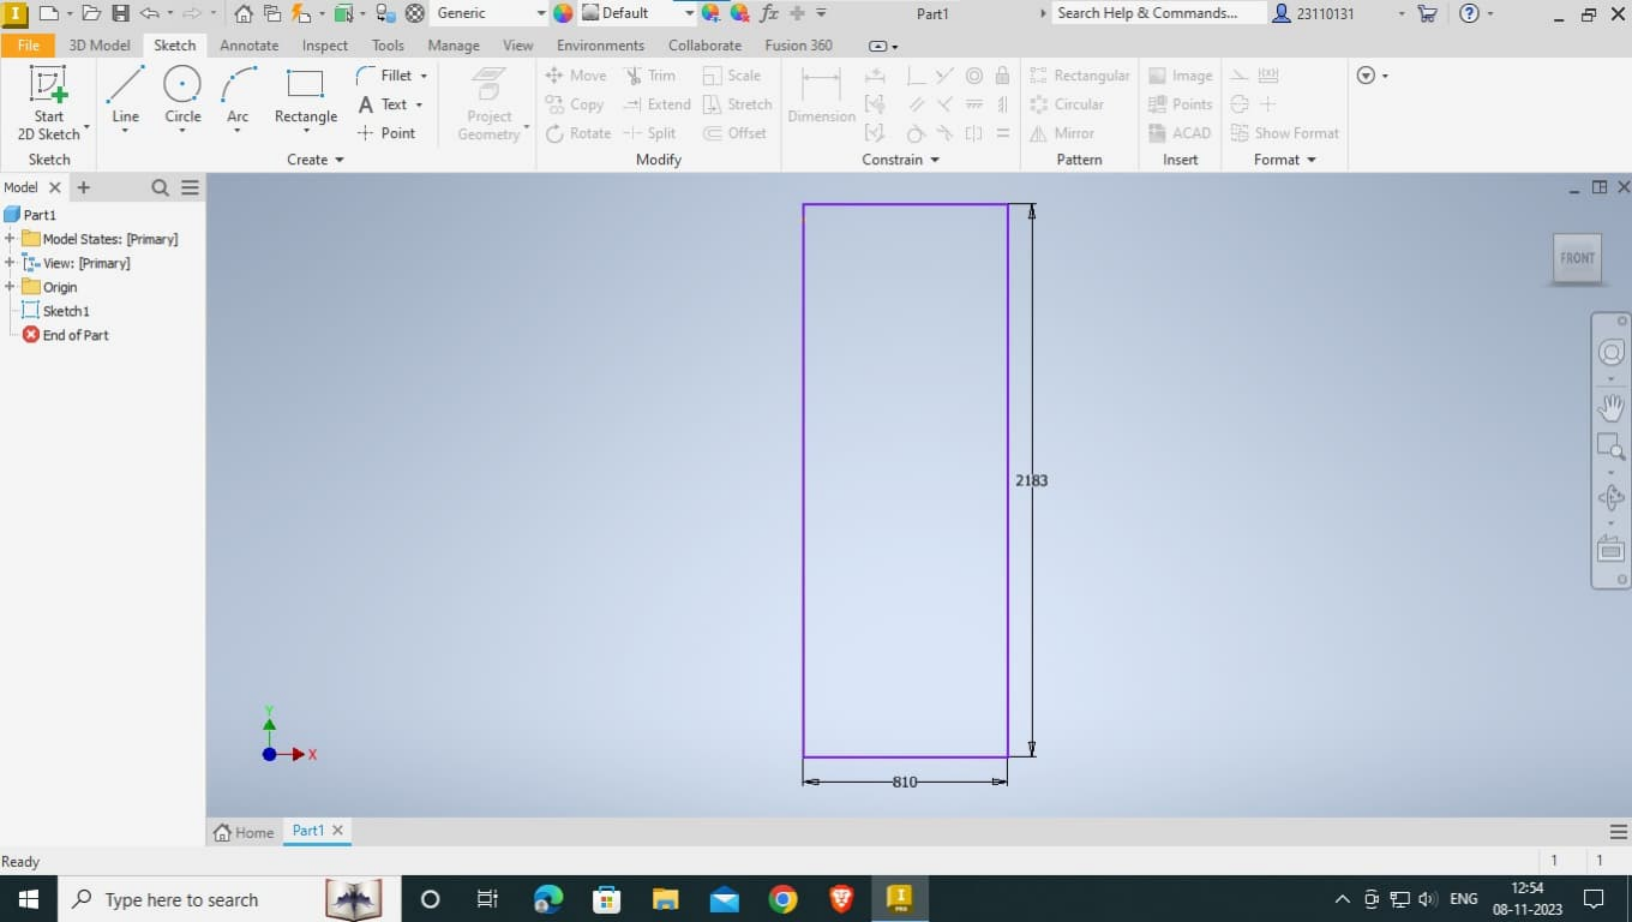 I Generic Default fx Part1 Search Help & Commands... 23110131 ?
File 3D Model Sketch Annotate Inspect Tools Manage View Environments Collaborate Fusion 360
Fillet Move Trim Scale Rectangular Image
A Text Copy Extend Stretch Circular Points
Start Line Circle Arc Rectangle Project Dimension
2D Sketch Point Geometry Rotate Split Offset Mirror ACAD Show Format
Sketch Create Modify Constrain Pattern Insert Format
Model
Part1
Model States: [Primary]
View: [Primary]
Origin
Sketch1
End of Part
FRONT
2183
810
Y
X
Home Part1
Ready 1 1
Type here to search I PRO ENG 12:54
08-11-2023